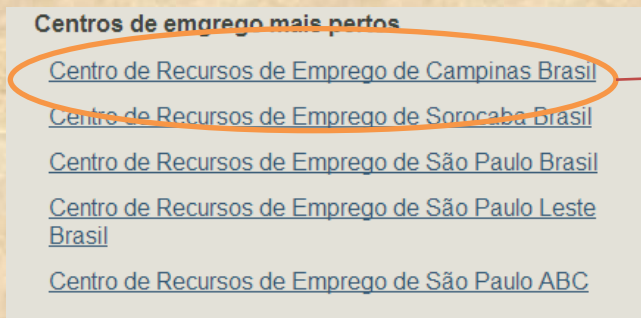 Centros de emgrego mais pertos
Centro de Recursos de Emprego de Campinas Brasil
Centro de Recursos de Emprego de Sorocaba Brasil
Centro de Recursos de Emprego de São Paulo Brasil
Centro de Recursos de Emprego de São Paulo Leste
Brasil
Centro de Recursos de Emprego de São Paulo ABC